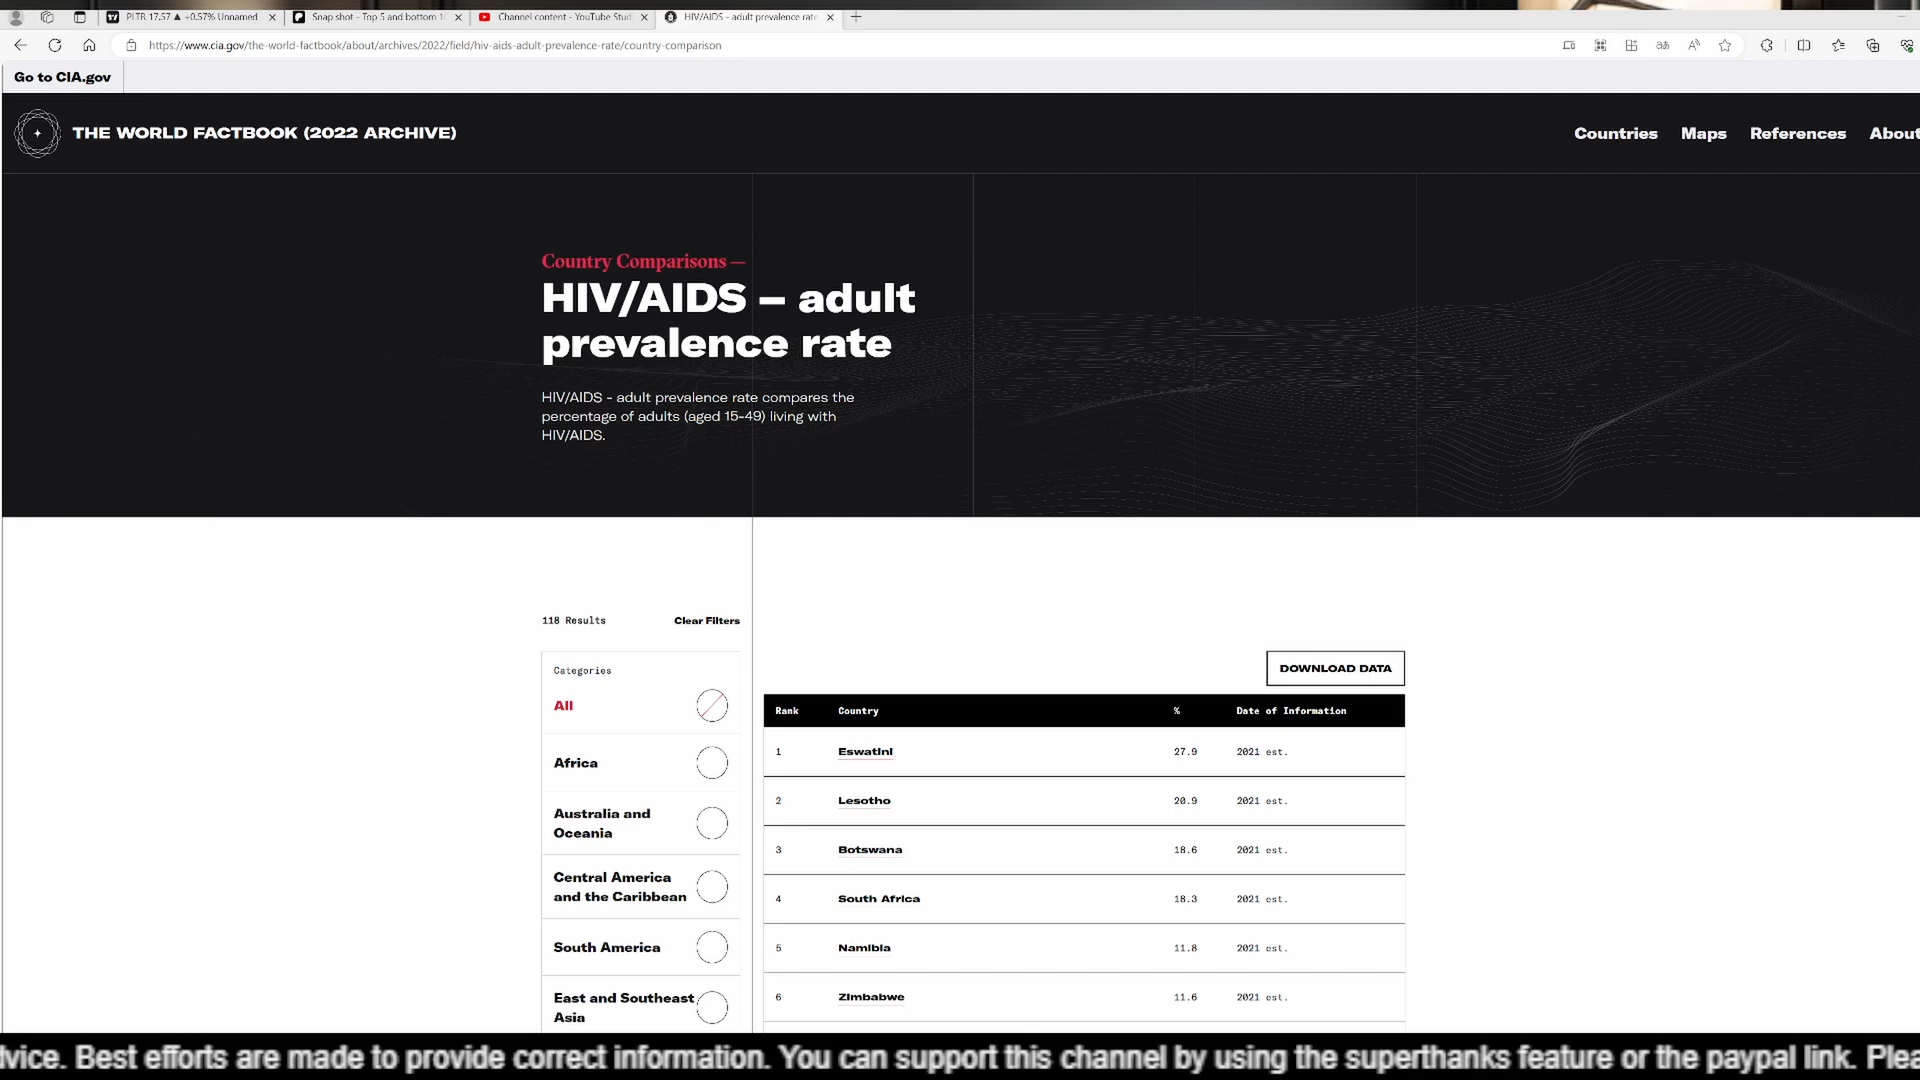 PLTR 17.57 ▲ +0.57% Unnamed
Snap shot - Top 5 and bottom 1
Channel content - YouTube Stud
HIV/AIDS - adult prevalence rate
https://www.cia.gov/the-world-factbook/about/archives/2022/field/hiv-aids-adult-prevalence-rate/country-comparison
Go to CIA.gov
THE WORLD FACTBOOK (2022 ARCHIVE)
Countries Maps References About
Country Comparisons —
HIV/AIDS – adult
prevalence rate
HIV/AIDS - adult prevalence rate compares the
percentage of adults (aged 15-49) living with
HIV/AIDS.
118 Results Clear Filters
Categories
All
Africa
Australia and
Oceania
Central America
and the Caribbean
South America
East and Southeast
Asia
DOWNLOAD DATA
Rank Country % Date of Information
1 Eswatini 27.9 2021 est.
2 Lesotho 20.9 2021 est.
3 Botswana 18.6 2021 est.
4 South Africa 18.3 2021 est.
5 Namibia 11.8 2021 est.
6 Zimbabwe 11.6 2021 est.
dvice. Best efforts are made to provide correct information. You can support this channel by using the superthanks feature or the paypal link. Plea